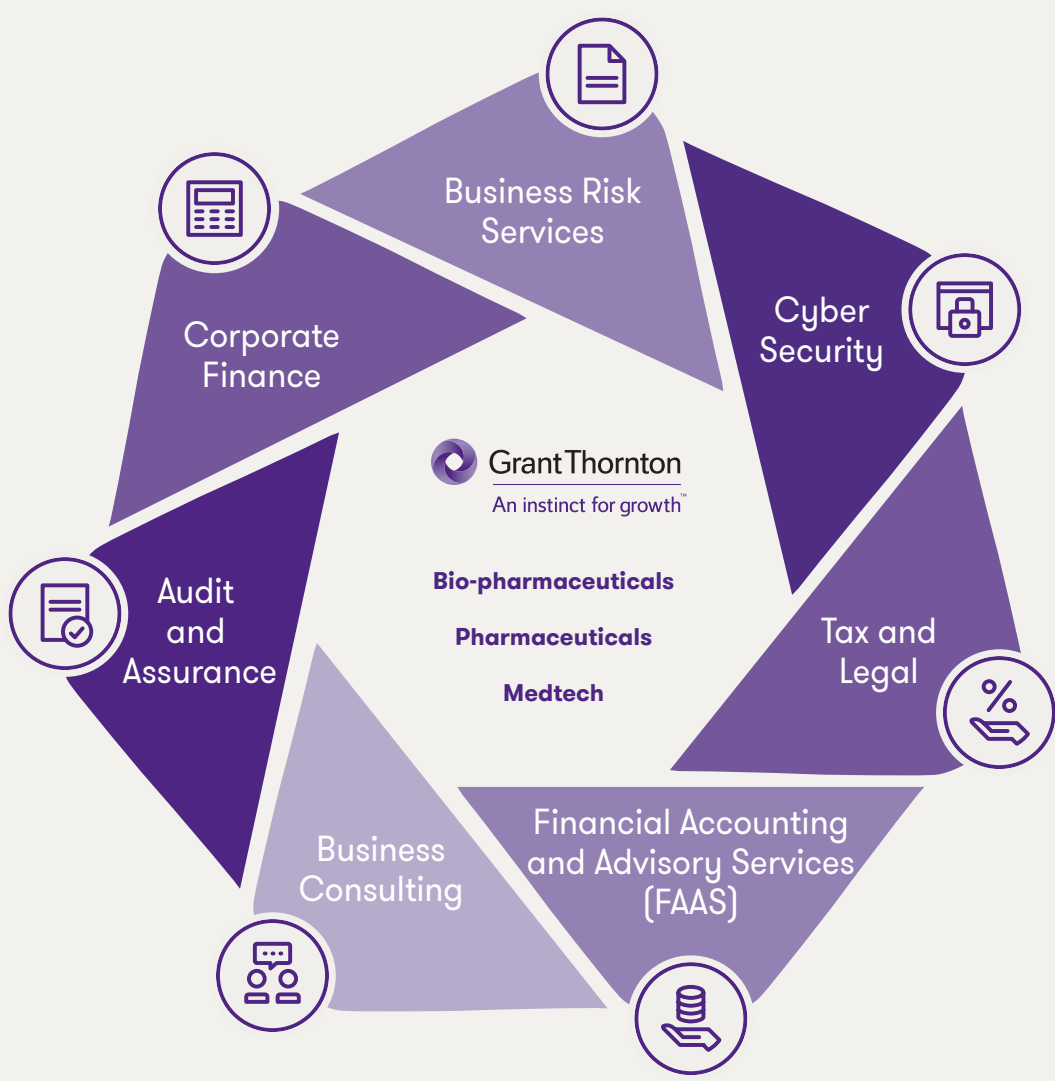 Business Risk
Services
Cyber
Security
Corporate
Finance
GrantThornton
An instinct for growth™
Bio-pharmaceuticals
Pharmaceuticals
Medtech
Audit
and
Assurance
Tax and
Legal
Financial Accounting
and Advisory Services
(FAAS)
Business
Consulting